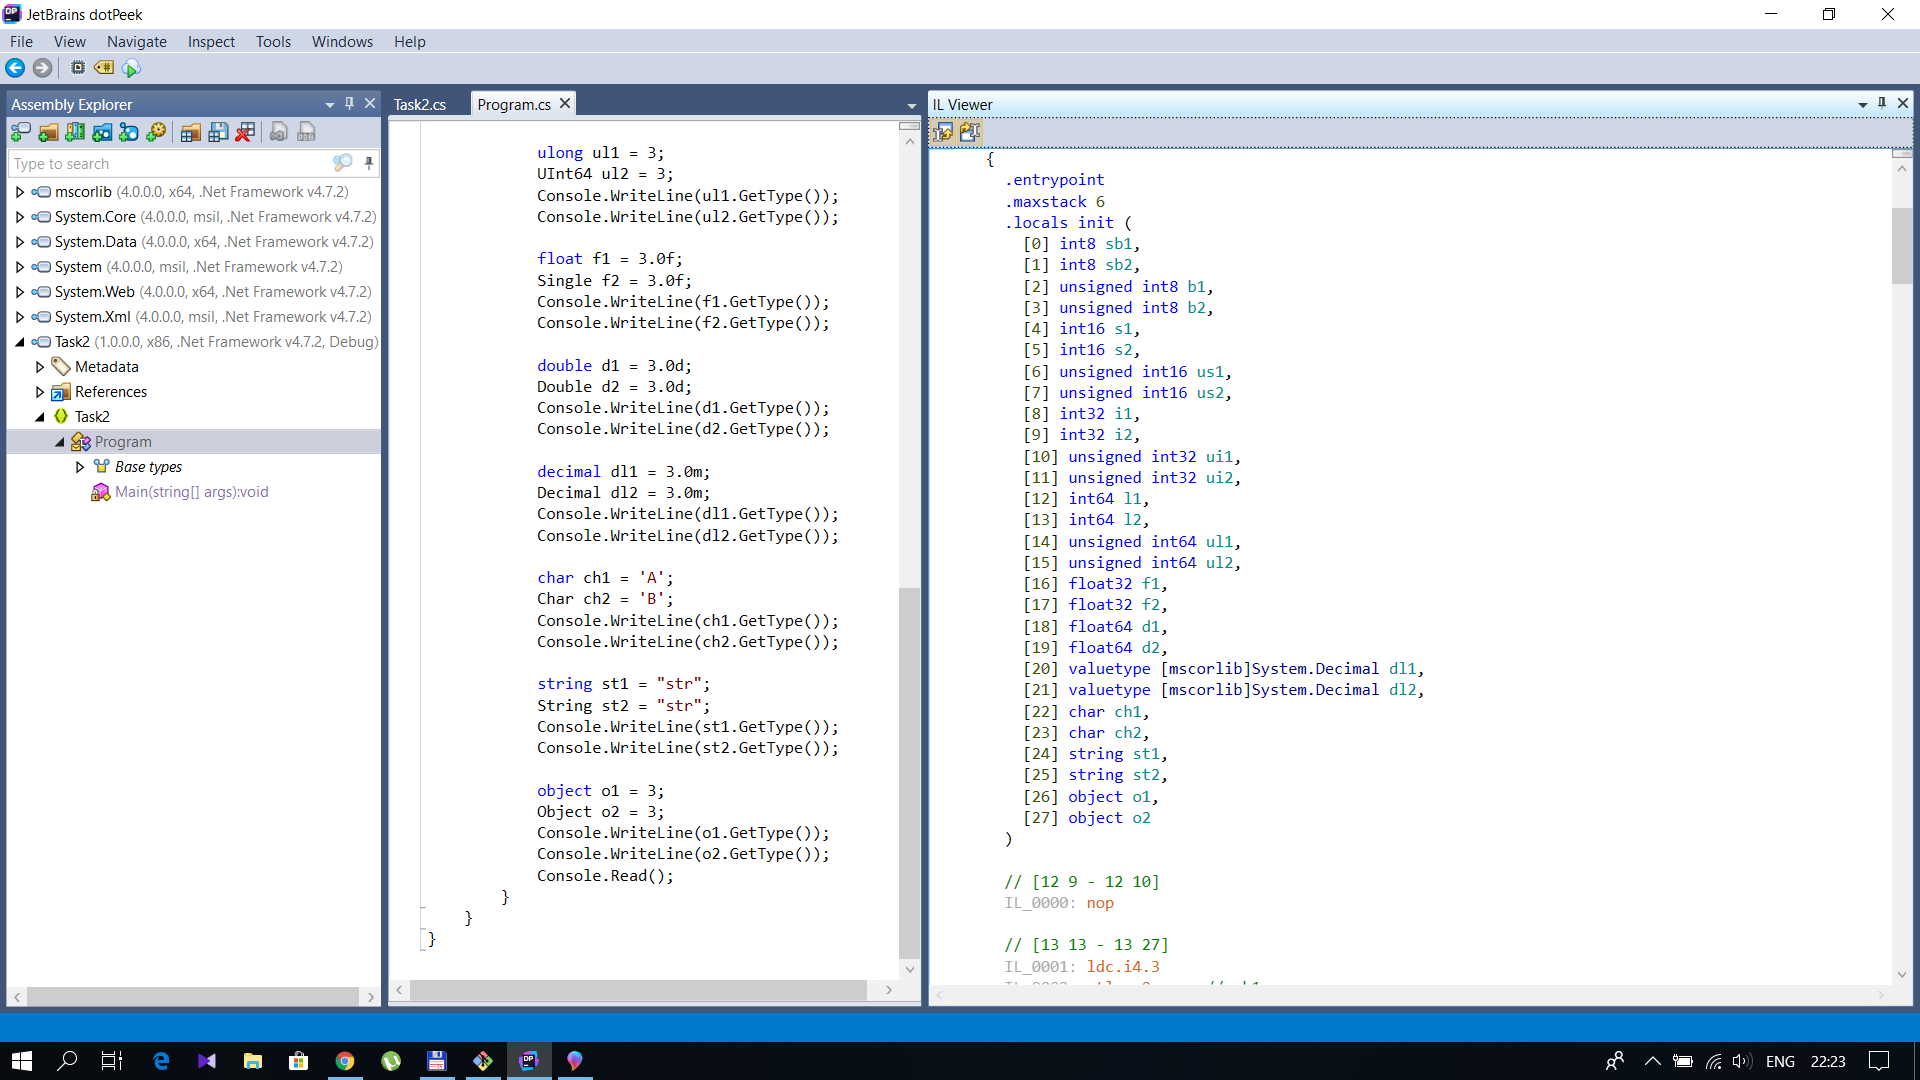 JetBrains dotPeek
File View Navigate Inspect Tools Windows Help
Assembly Explorer
Type to search
mscorlib (4.0.0.0, x64, .Net Framework v4.7.2)
System.Core (4.0.0.0, msil, .Net Framework v4.7.2)
System.Data (4.0.0.0, x64, .Net Framework v4.7.2)
System (4.0.0.0, msil, .Net Framework v4.7.2)
System.Web (4.0.0.0, x64, .Net Framework v4.7.2)
System.Xml (4.0.0.0, msil, .Net Framework v4.7.2)
Task2 (1.0.0.0, x86, .Net Framework v4.7.2, Debug)
Metadata
References
Task2
Program
Base types
Main(string[] args):void
Task2.cs Program.cs
ulong ul1 = 3;
UInt64 ul2 = 3;
Console.WriteLine(ul1.GetType());
Console.WriteLine(ul2.GetType());
float f1 = 3.0f;
Single f2 = 3.0f;
Console.WriteLine(f1.GetType());
Console.WriteLine(f2.GetType());
double d1 = 3.0d;
Double d2 = 3.0d;
Console.WriteLine(d1.GetType());
Console.WriteLine(d2.GetType());
decimal dl1 = 3.0m;
Decimal dl2 = 3.0m;
Console.WriteLine(dl1.GetType());
Console.WriteLine(dl2.GetType());
char ch1 = 'A';
Char ch2 = 'B';
Console.WriteLine(ch1.GetType());
Console.WriteLine(ch2.GetType());
string st1 = "str";
String st2 = "str";
Console.WriteLine(st1.GetType());
Console.WriteLine(st2.GetType());
object o1 = 3;
Object o2 = 3;
Console.WriteLine(o1.GetType());
Console.WriteLine(o2.GetType());
Console.Read();
}
}
}
IL Viewer
{
.entrypoint
.maxstack 6
.locals init (
[0] int8 sb1,
[1] int8 sb2,
[2] unsigned int8 b1,
[3] unsigned int8 b2,
[4] int16 s1,
[5] int16 s2,
[6] unsigned int16 us1,
[7] unsigned int16 us2,
[8] int32 i1,
[9] int32 i2,
[10] unsigned int32 ui1,
[11] unsigned int32 ui2,
[12] int64 l1,
[13] int64 l2,
[14] unsigned int64 ul1,
[15] unsigned int64 ul2,
[16] float32 f1,
[17] float32 f2,
[18] float64 d1,
[19] float64 d2,
[20] valuetype [mscorlib]System.Decimal dl1,
[21] valuetype [mscorlib]System.Decimal dl2,
[22] char ch1,
[23] char ch2,
[24] string st1,
[25] string st2,
[26] object o1,
[27] object o2
)
// [12 9 - 12 10]
IL_0000: nop
// [13 13 - 13 27]
IL_0001: ldc.i4.3
ENG 22:23